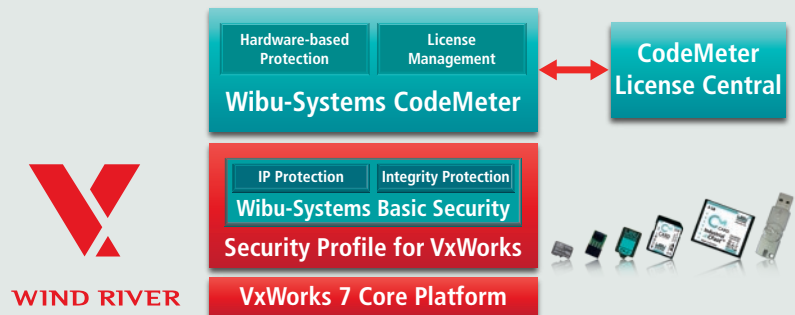 Hardware-based
Protection
License
Management
Wibu-Systems CodeMeter
CodeMeter
License Central
IP Protection
Integrity Protection
Wibu-Systems Basic Security
Security Profile for VxWorks
VxWorks 7 Core Platform
WIND RIVER